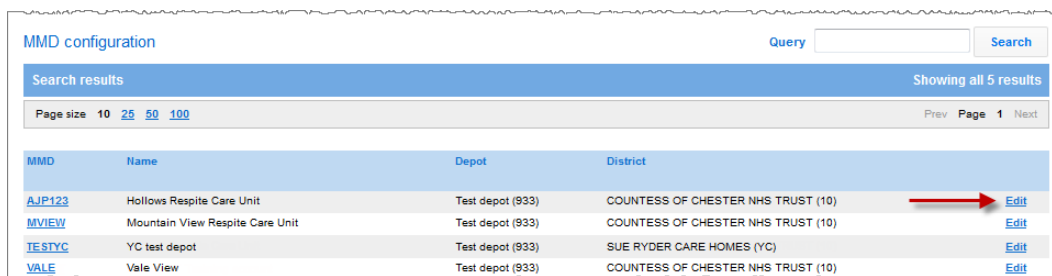 MMD configuration Query Search
Search results Showing all 5 results
Page size 10 25 50 100 Prev Page 1 Next
MMD Name Depot District
AJP123 Hollows Respite Care Unit Test depot (933) COUNTESS OF CHESTER NHS TRUST (10) Edit
MVIEW Mountain View Respite Care Unit Test depot (933) COUNTESS OF CHESTER NHS TRUST (10) Edit
TESTYC YC test depot Test depot (933) SUE RYDER CARE HOMES (YC) Edit
VALE Vale View Test depot (933) COUNTESS OF CHESTER NHS TRUST (10) Edit